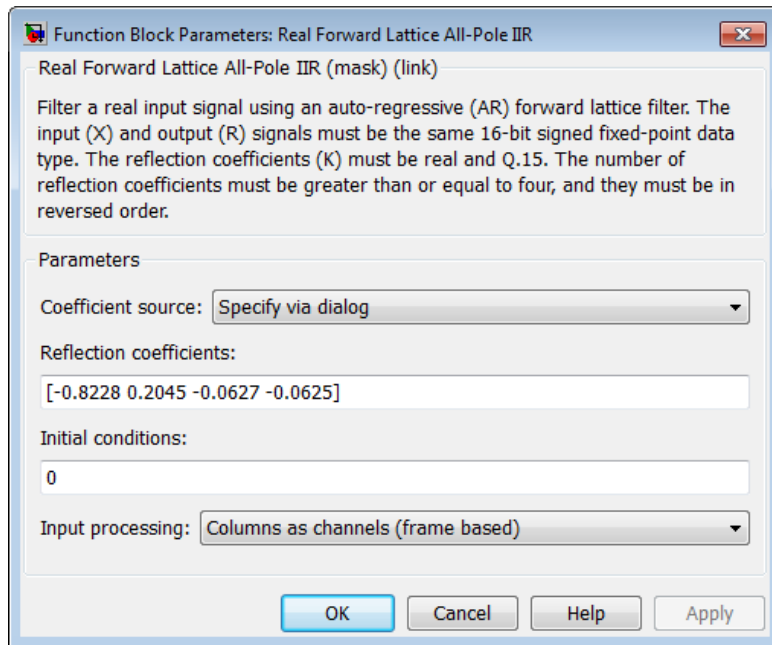 Function Block Parameters: Real Forward Lattice All-Pole IIR
Real Forward Lattice All-Pole IIR (mask) (link)
Filter a real input signal using an auto-regressive (AR) forward lattice filter. The
input (X) and output (R) signals must be the same 16-bit signed fixed-point data
type. The reflection coefficients (K) must be real and Q.15. The number of
reflection coefficients must be greater than or equal to four, and they must be in
reversed order.
Parameters
Coefficient source: Specify via dialog
Reflection coefficients:
[-0.8228 0.2045 -0.0627 -0.0625]
Initial conditions:
0
Input processing: Columns as channels (frame based)
OK Cancel Help Apply